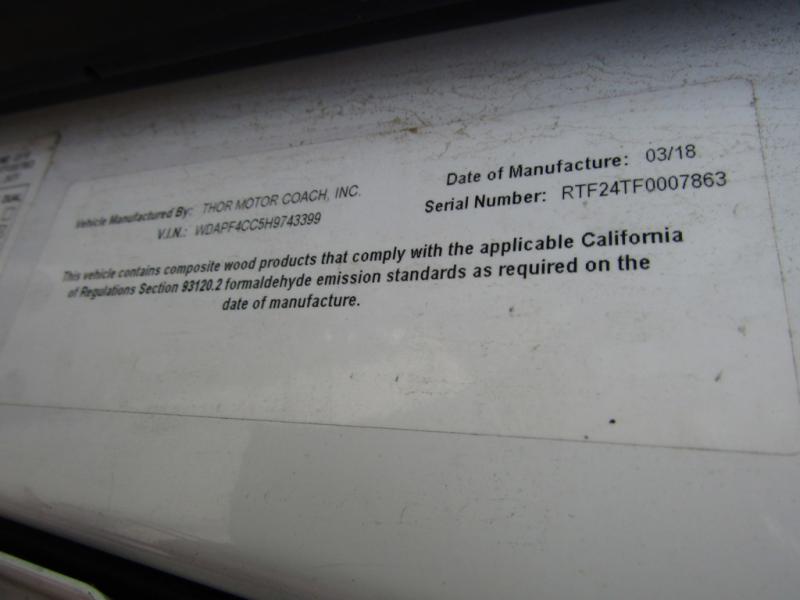 Vehicle Manufactured By: THOR MOTOR COACH, INC.
Date of Manufacture: 03/18
V.I.N.: WDAPF4CC5H9743399
Serial Number: RTF24TF0007863
This vehicle contains composite wood products that comply with the applicable California
of Regulations Section 93120.2 formaldehyde emission standards as required on the
date of manufacture.
DUAL